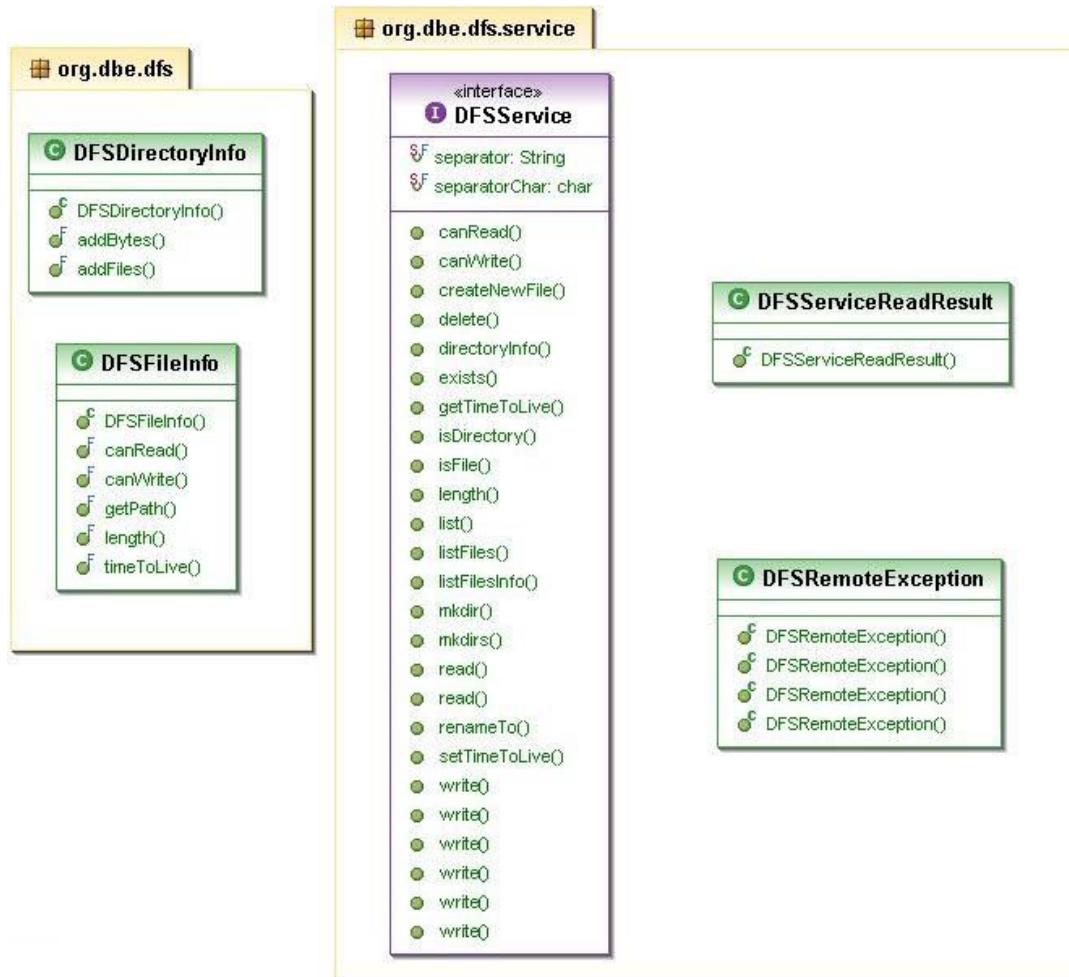 org.dbe.dfs
DFSDirectoryInfo
DFSDirectoryInfo()
addBytes()
addFiles()
DFSFileInfo
DFSFileInfo()
canRead()
canWrite()
getPath()
length()
timeToLive()
org.dbe.dfs.service
«interface»
DFSService
separator: String
separatorChar: char
canRead()
canWrite()
createNewFile()
delete()
directoryInfo()
exists()
getTimeToLive()
isDirectory()
isFile()
length()
list()
listFiles()
listFilesInfo()
mkdir()
mkdirs()
read()
read()
renameTo()
setTimeToLive()
write()
write()
write()
write()
write()
write()
DFSServiceReadResult
DFSServiceReadResult()
DFSRemoteException
DFSRemoteException()
DFSRemoteException()
DFSRemoteException()
DFSRemoteException()